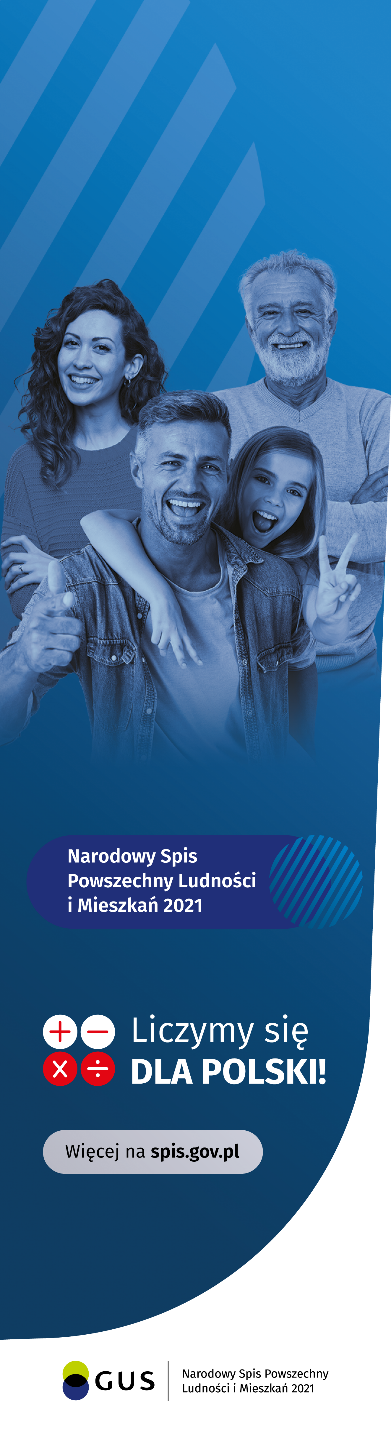 Narodowy Spis
Powszechny Ludności
i Mieszkań 2021
Liczymy się
DLA POLSKI!
Więcej na spis.gov.pl
GUS
Narodowy Spis Powszechny
Ludności i Mieszkań 2021